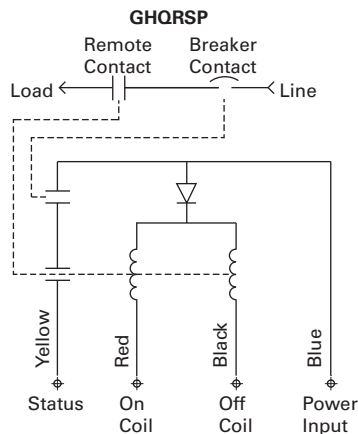 GHQRSP
Remote Contact
Breaker Contact
Load
Line
Yellow
Red
Black
Blue
Status
On Coil
Off Coil
Power Input